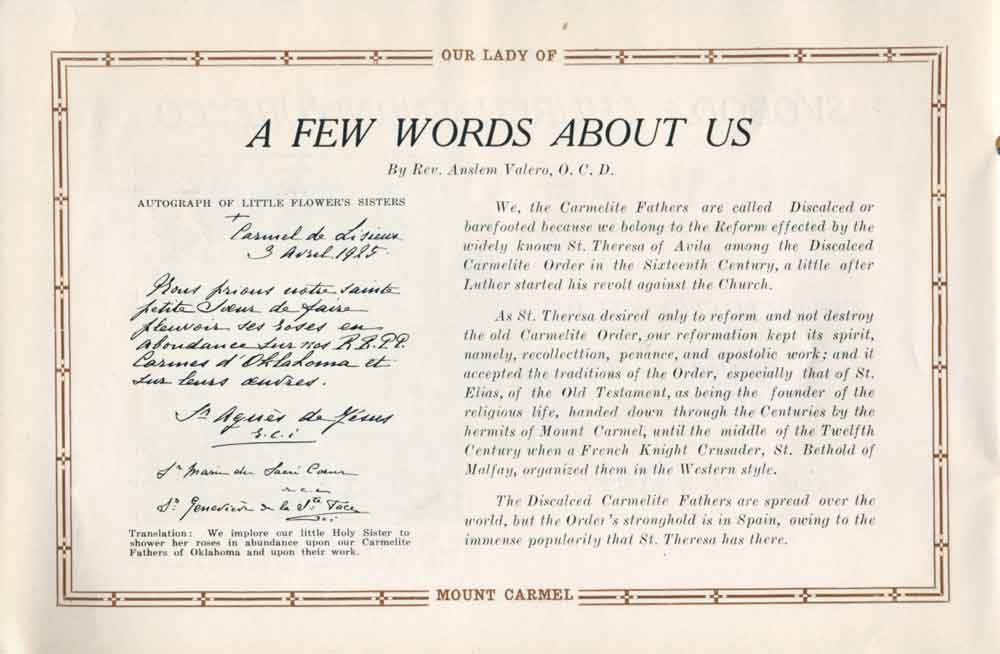 OUR LADY OF
A FEW WORDS ABOUT US
By Rev. Anslem Valero, O. C. D.
AUTOGRAPH OF LITTLE FLOWER'S SISTERS
Carmel de Lisieux
3 Avril 1925.
Nous prions notre sainte
petite Sœur de faire
pleuvoir ses roses en
abondance sur nos R.R.P.P.
Carmes d'Oklahoma et
sur leurs œuvres.
Sr Agnès de Jésus
r.c.i
Sr Marie du Sacré Coeur
r.c.i.
Sr Geneviève de la Ste Face
r.c.i
Translation: We implore our little Holy Sister to
shower her roses in abundance upon our Carmelite
Fathers of Oklahoma and upon their work.
We, the Carmelite Fathers are called Discalced or
barefooted because we belong to the Reform effected by the
widely known St. Theresa of Avila among the Discalced
Carmelite Order in the Sixteenth Century, a little after
Luther started his revolt against the Church.
As St. Theresa desired only to reform and not destroy
the old Carmelite Order, our reformation kept its spirit,
namely, recollecttion, penance, and apostolic work; and it
accepted the traditions of the Order, especially that of St.
Elias, of the Old Testament, as being the founder of the
religious life, handed down through the Centuries by the
hermits of Mount Carmel, until the middle of the Twelfth
Century when a French Knight Crusader, St. Bethold of
Malfay, organized them in the Western style.
The Discalced Carmelite Fathers are spread over the
world, but the Order's stronghold is in Spain, owing to the
immense popularity that St. Theresa has there.
MOUNT CARMEL